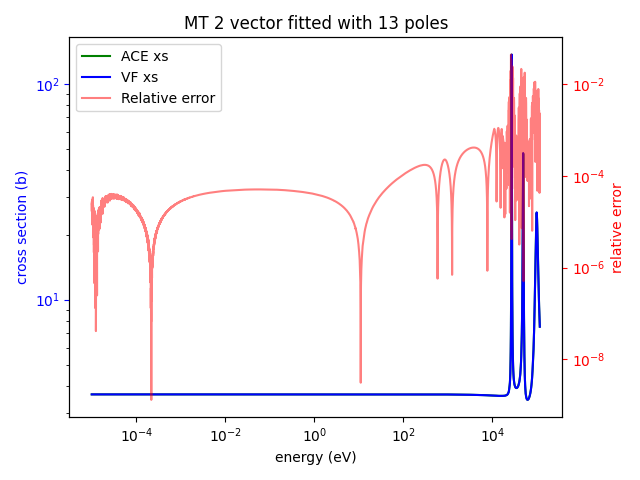 MT 2 vector fitted with 13 poles
ACE xs
VF xs
Relative error
cross section (b)
10²
10¹
10⁻²
10⁻⁴
10⁻⁶
10⁻⁸
relative error
10⁻⁴ 10⁻² 10⁰ 10² 10⁴
energy (eV)